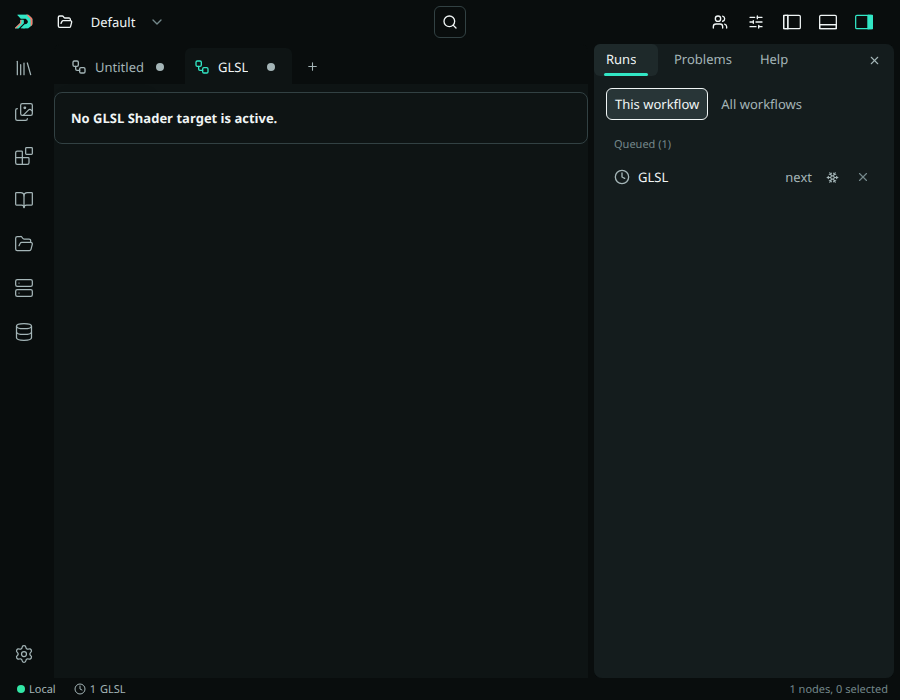 Default
Untitled
GLSL
No GLSL Shader target is active.
Runs
Problems
Help
This workflow
All workflows
Queued (1)
GLSL
next
Local
1 GLSL
1 nodes, 0 selected